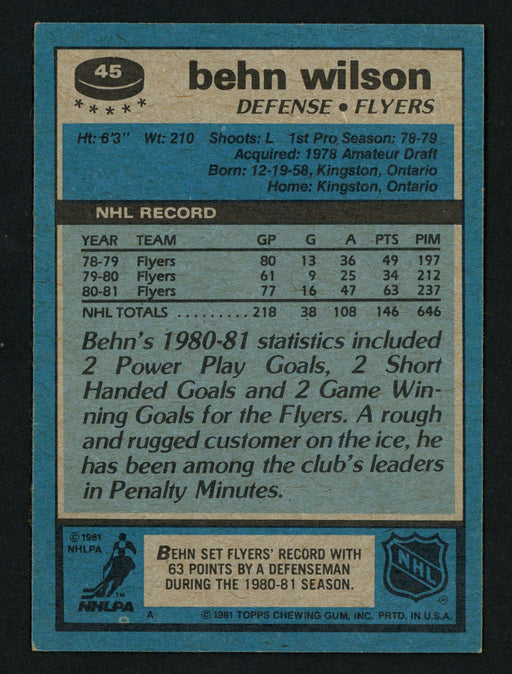 45
behn wilson
DEFENSE • FLYERS
Ht: 6'3" Wt: 210 Shoots: L 1st Pro Season: 78-79
Acquired: 1978 Amateur Draft
Born: 12-19-58, Kingston, Ontario
Home: Kingston, Ontario
NHL RECORD
YEAR TEAM GP G A PTS PIM
78-79 Flyers 80 13 36 49 197
79-80 Flyers 61 9 25 34 212
80-81 Flyers 77 16 47 63 237
NHL TOTALS ......... 218 38 108 146 646
Behn's 1980-81 statistics included
2 Power Play Goals, 2 Short
Handed Goals and 2 Game Win-
ning Goals for the Flyers. A rough
and rugged customer on the ice, he
has been among the club's leaders
in Penalty Minutes.
© 1981
NHLPA
TM
NHLPA
BEHN SET FLYERS' RECORD WITH
63 POINTS BY A DEFENSEMAN
DURING THE 1980-81 SEASON.
NHL
®
A © 1981 TOPPS CHEWING GUM, INC. PRTD. IN U.S.A.